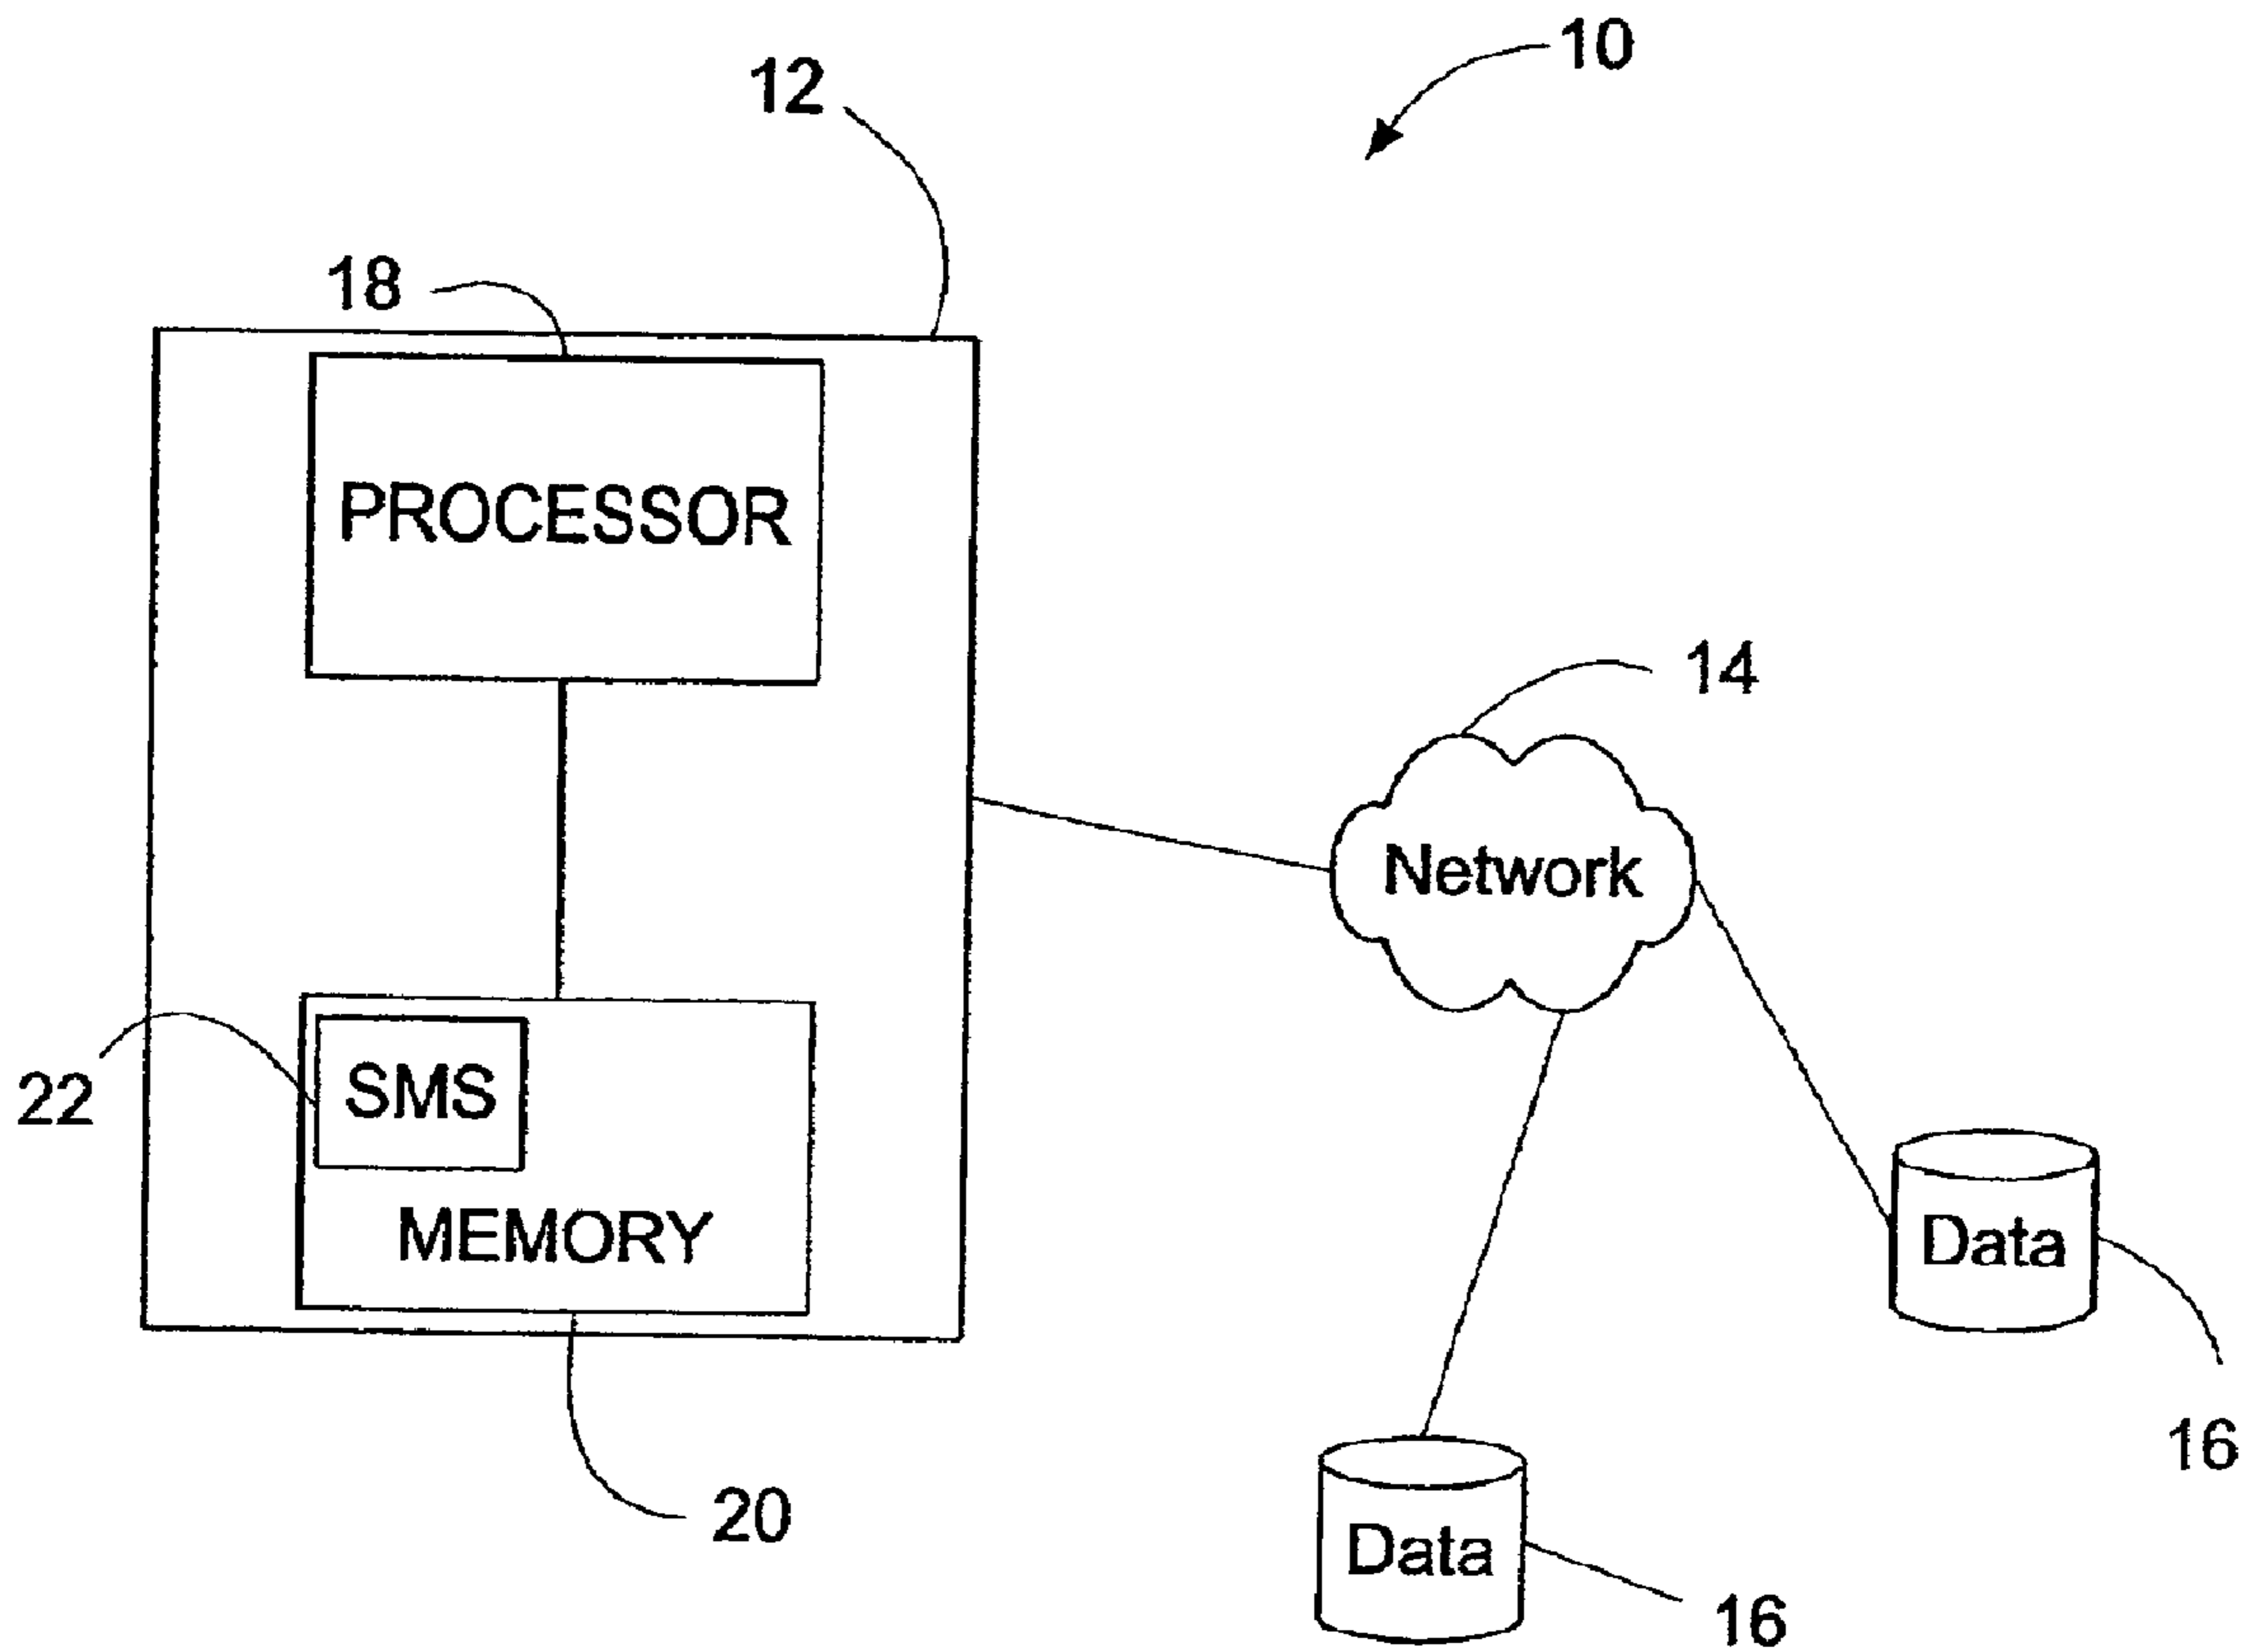 10
12
18
PROCESSOR
14
Network
22
SMS
MEMORY
Data
16
20
Data
16